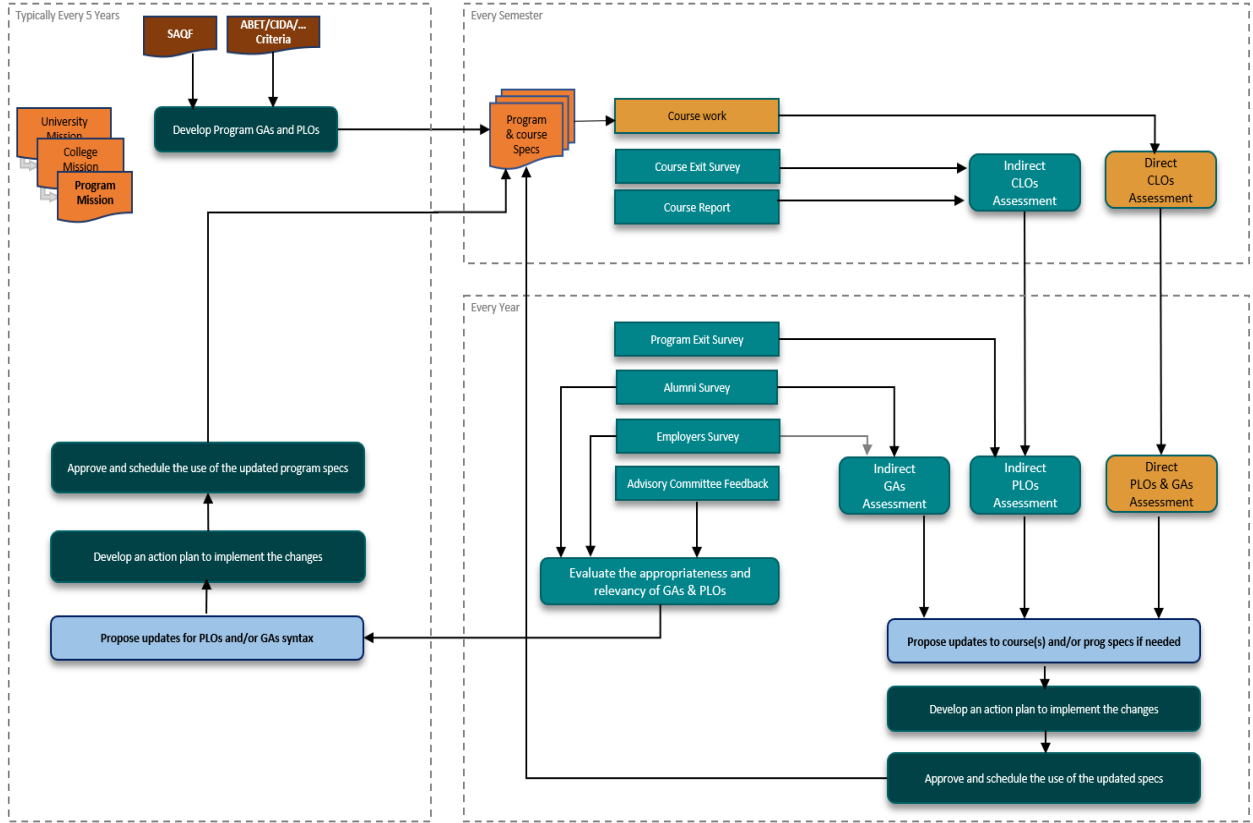 Typically Every 5 Years
SAQF
ABET/CIDA/...
Criteria
University
Mission
College
Mission
Program
Mission
Develop Program GAs and PLOs
Approve and schedule the use of the updated program specs
Develop an action plan to implement the changes
Propose updates for PLOs and/or GAs syntax
Every Semester
Program
& course
Specs
Course work
Course Exit Survey
Course Report
Indirect
CLOs
Assessment
Direct
CLOs
Assessment
Every Year
Program Exit Survey
Alumni Survey
Employers Survey
Advisory Committee Feedback
Indirect
GAs
Assessment
Indirect
PLOs
Assessment
Direct
PLOs & GAs
Assessment
Evaluate the appropriateness and
relevancy of GAs & PLOs
Propose updates to course(s) and/or prog specs if needed
Develop an action plan to implement the changes
Approve and schedule the use of the updated specs